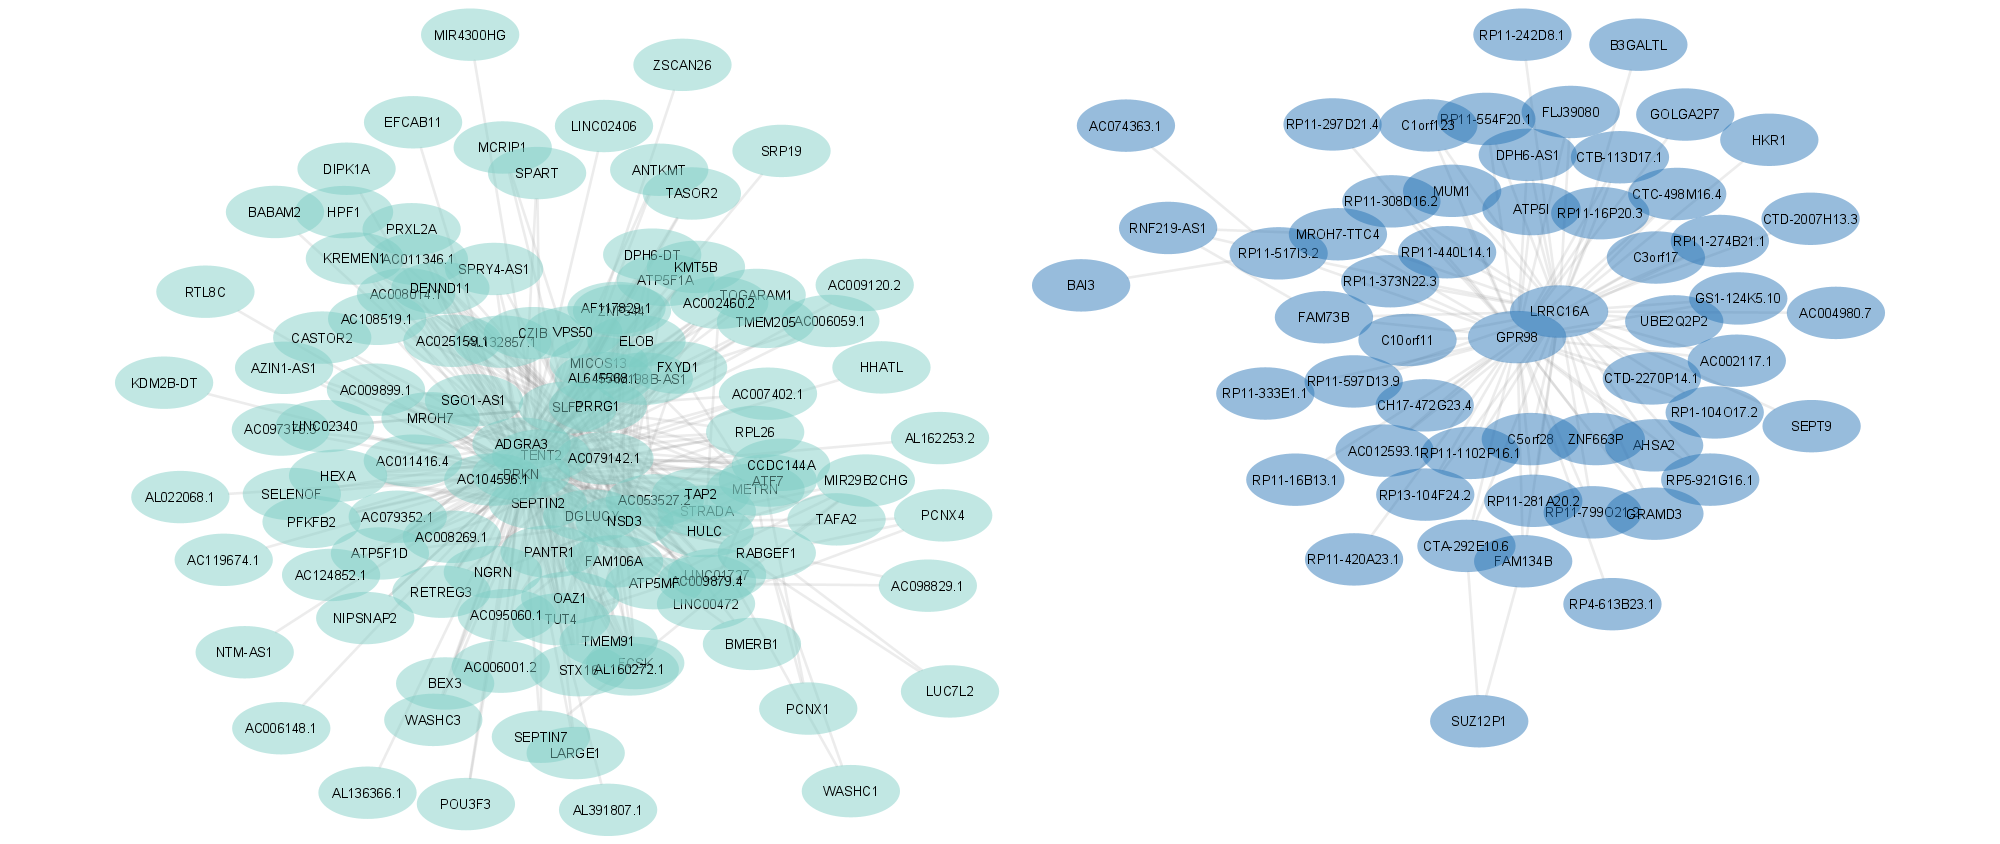 MIR4300HG
ZSCAN26
EFCAB11
LINC02406
MCRIP1
SRP19
DIPK1A
SPART
ANTKMT
TASOR2
BABAM2
HPF1
PRXL2A
KREMEN1
AC011346.1
SPRY4-AS1
DPH6-DT
KMT5B
ATP5F1A
RTL8C
AC008014.1
DENND11
TOGARAM1
AC009120.2
AC002460.2
AF117829.1
AC108519.1
TMEM205
AC006059.1
CASTOR2
AC025159.1
AL132857.1
CZIB
VPS50
ELOB
AZIN1-AS1
MICOS13
FXYD1
HHATL
KDM2B-DT
AC009899.1
AL645568.1
AC007402.1
SGO1-AS1
PRRG1
MROH7
LINC02340
RPL26
AL162253.2
ADGRA3
TENT2
AC079142.1
AC011416.4
CCDC144A
HEXA
PRKN
AC104596.1
ATF7
MIR29B2CHG
METRN
AL022068.1
SELENOF
SEPTIN2
AC053527.2
TAP2
STRADA
PFKFB2
AC079352.1
NSD3
TAFA2
PCNX4
HULC
AC008269.1
AC119674.1
ATP5F1D
PANTR1
FAM106A
RABGEF1
AC124852.1
NGRN
ATP5MF
LINC01727
AC009879.4
AC098829.1
RETREG3
OAZ1
LINC00472
NIPSNAP2
AC095060.1
TUT4
NTM-AS1
TMEM91
BMERB1
AC006001.2
AL160272.1
BEX3
LUC7L2
WASHC3
PCNX1
AC006148.1
SEPTIN7
LARGE1
AL136366.1
POU3F3
AL391807.1
WASHC1
RP11-242D8.1
B3GALTL
AC074363.1
RP11-297D21.4
C1orf123
RP11-554F20.1
FLJ39080
GOLGA2P7
HKR1
DPH6-AS1
CTB-113D17.1
MUM1
CTC-498M16.4
RP11-308D16.2
ATP5I
RP11-16P20.3
CTD-2007H13.3
RNF219-AS1
MROH7-TTC4
RP11-274B21.1
RP11-517I3.2
RP11-440L14.1
C3orf17
BAI3
RP11-373N22.3
GS1-124K5.10
FAM73B
LRRC16A
UBE2Q2P2
AC004980.7
C10orf11
GPR98
AC002117.1
RP11-333E1.1
RP11-597D13.9
CTD-2270P14.1
CH17-472G23.4
RP1-104O17.2
SEPT9
AC012593.1
C5orf28
ZNF663P
AHSA2
RP11-1102P16.1
RP11-16B13.1
RP13-104F24.2
RP5-921G16.1
RP11-281A20.2
GRAMD3
RP11-420A23.1
CTA-292E10.6
FAM134B
RP4-613B23.1
SUZ12P1